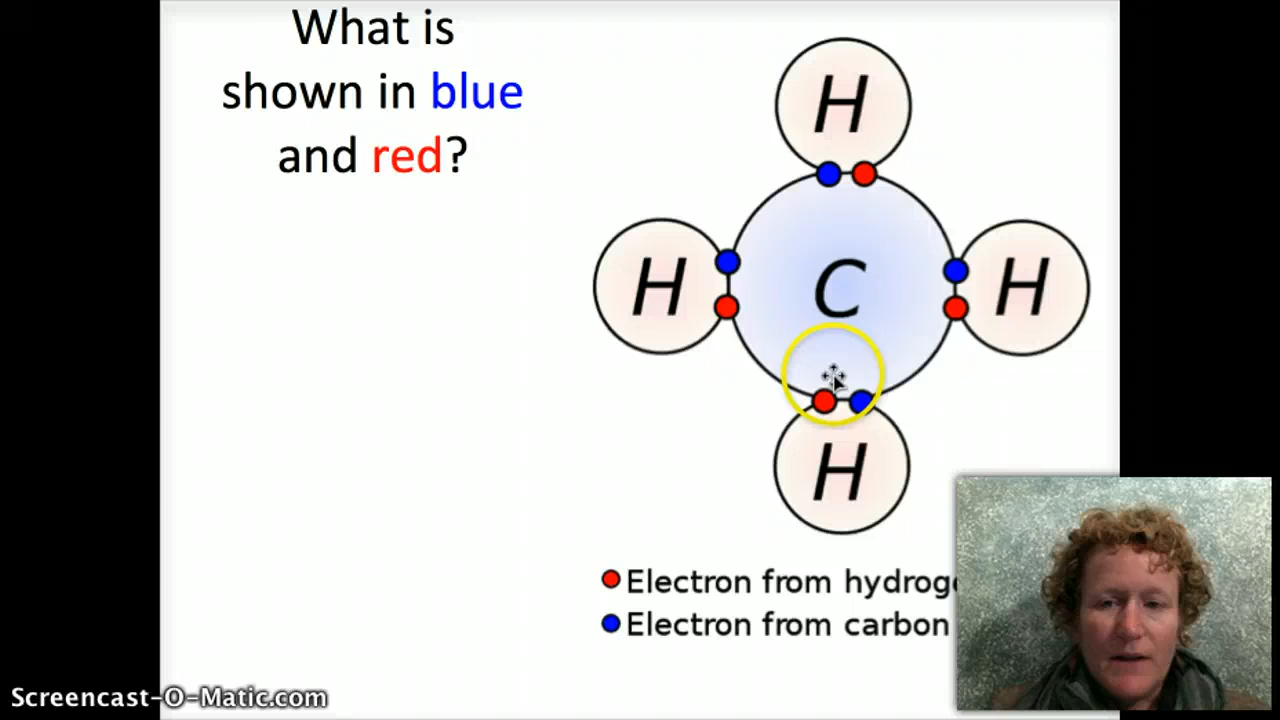 What is
shown in blue
and red?
H
H
C
H
H
Electron from
Electron from carbon
Screencast-O-Matic.com